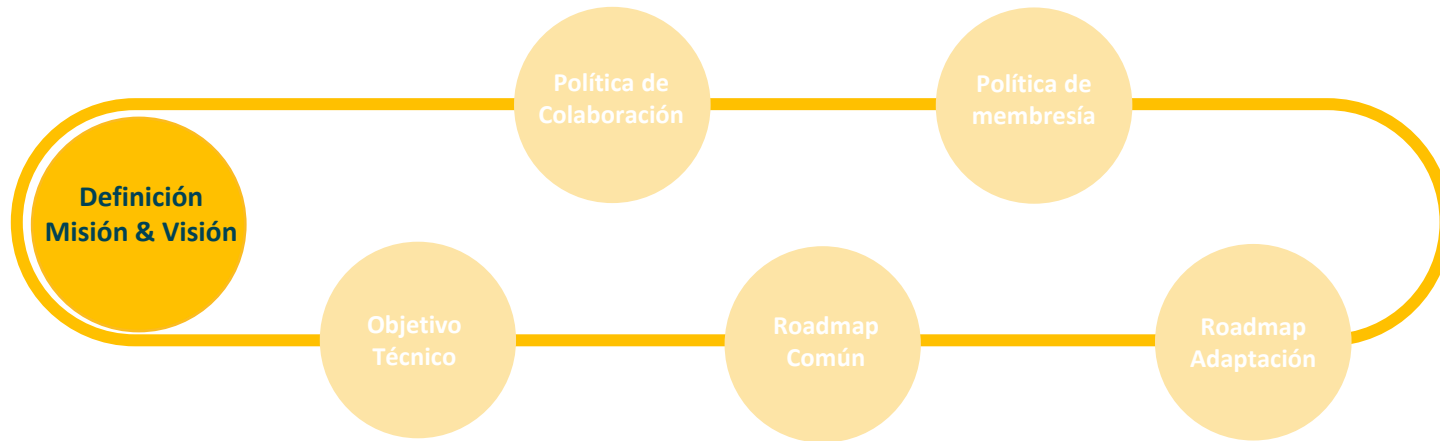 Política de
Colaboración
Política de
membresía
Definición
Misión & Visión
Objetivo
Técnico
Roadmap
Común
Roadmap
Adaptación